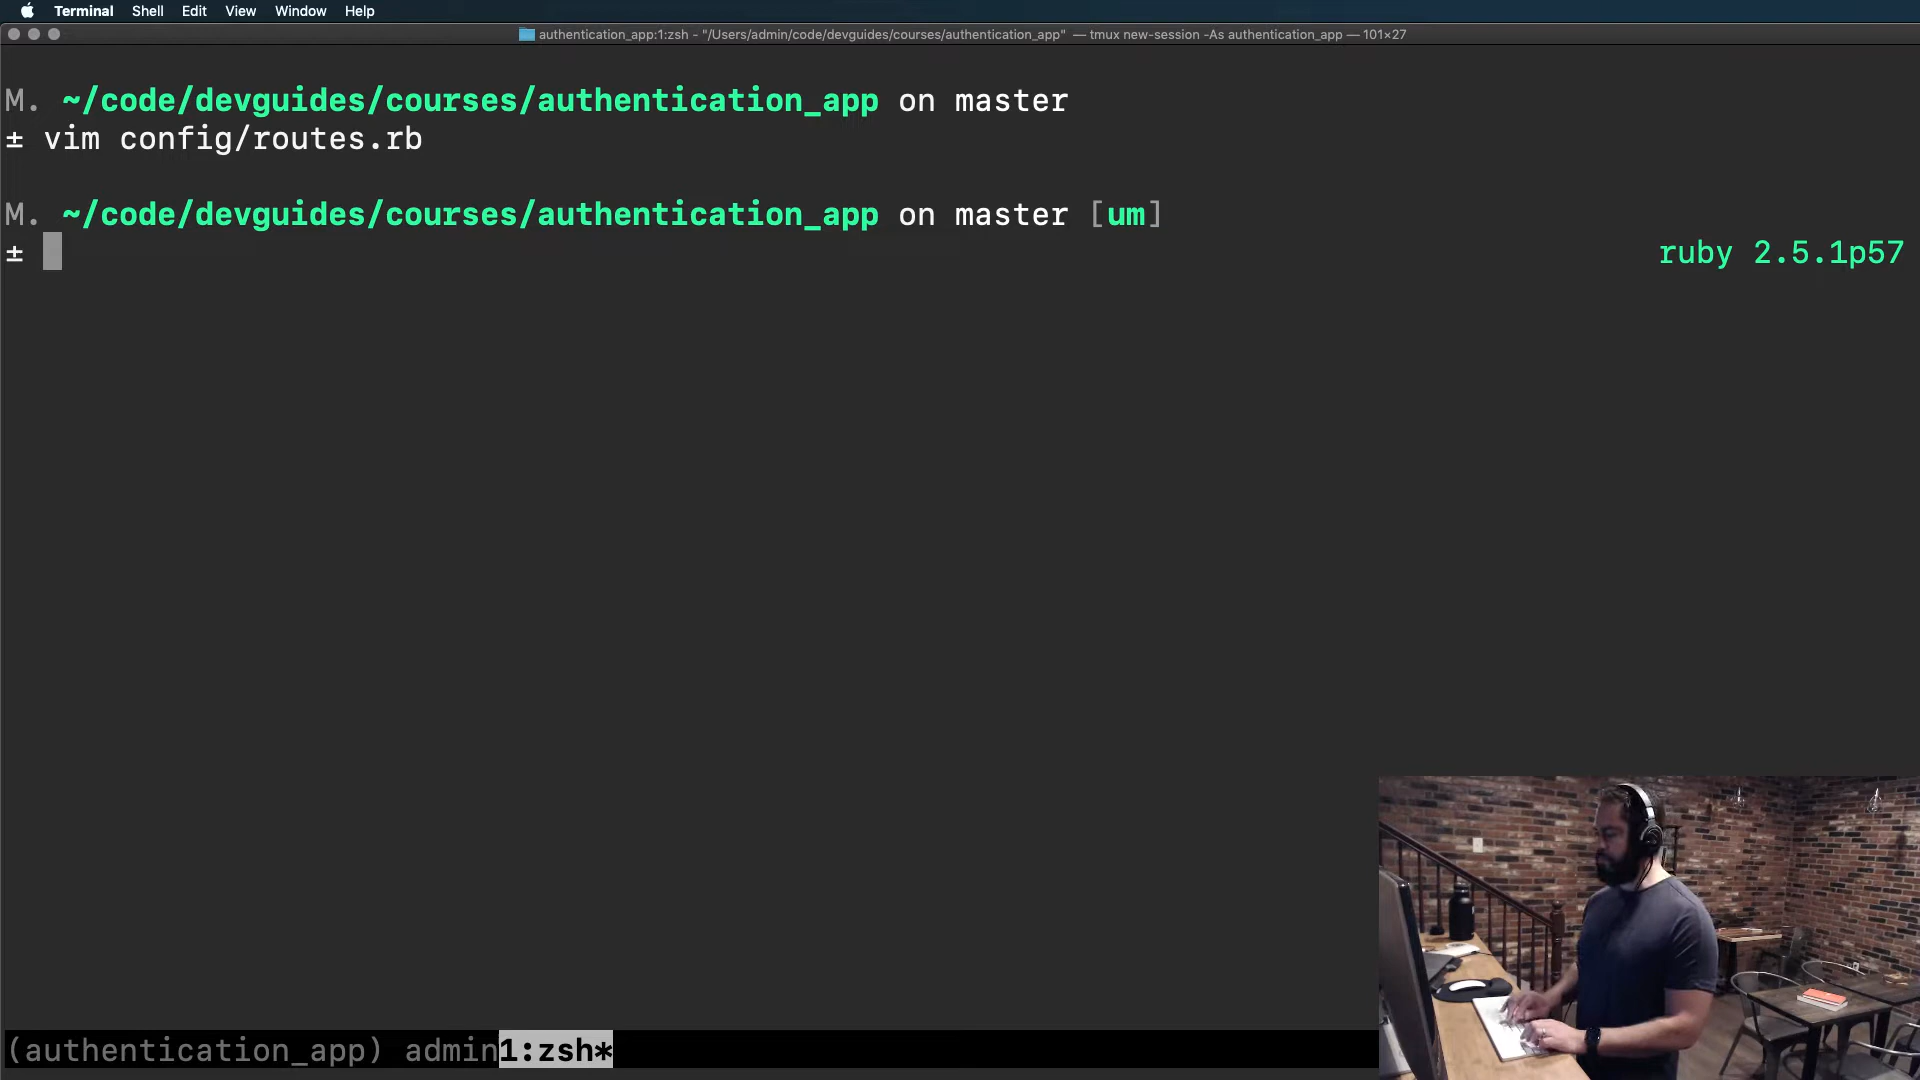 Terminal Shell Edit View Window Help
authentication_app:1:zsh - "/Users/admin/code/devguides/courses/authentication_app" — tmux new-session -As authentication_app — 101×27
M. ~/code/devguides/courses/authentication_app on master
± vim config/routes.rb
M. ~/code/devguides/courses/authentication_app on master [um]
± ruby 2.5.1p57
(authentication_app) admin 1:zsh*